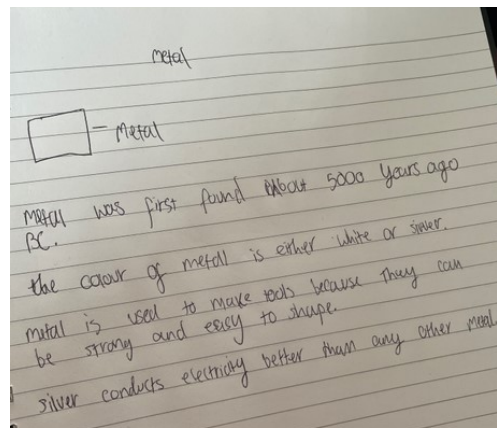 metal
- Metal
Metal was first found About 5000 years ago
BC.
the colour of metal is either white or silver.
metal is used to make tools because they can
be strong and easy to shape.
silver conducts electricity better than any other metal